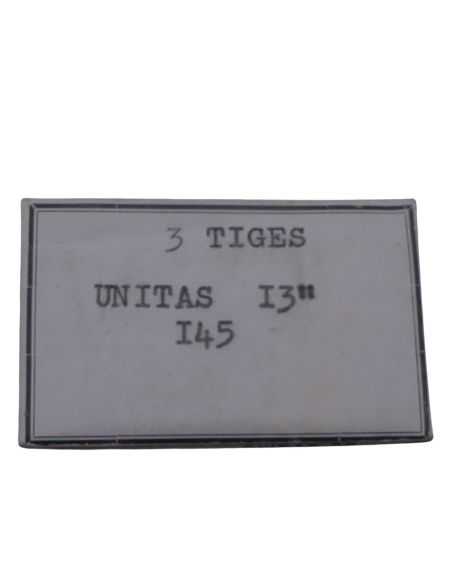 3 TIGES
UNITAS I3"
I45